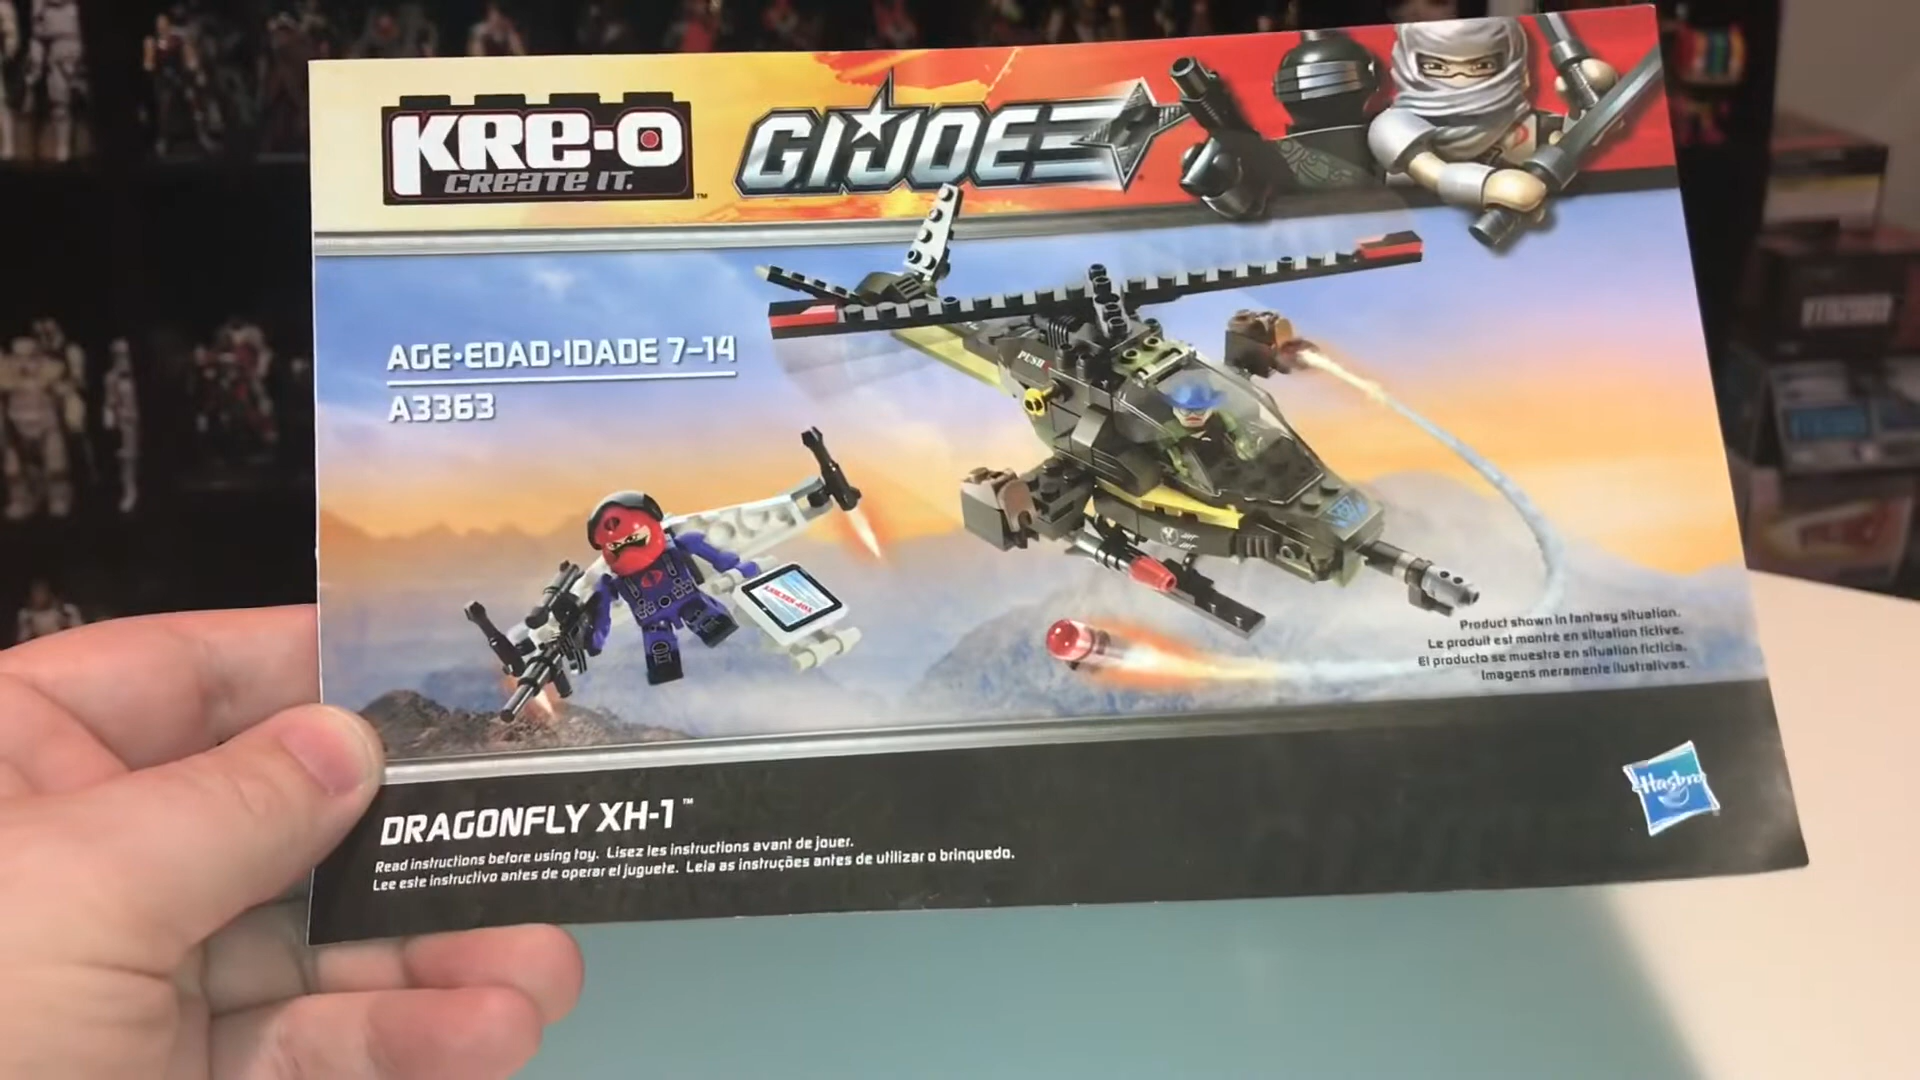 KRE-O
CREATE IT.™
G.I. JOE
AGE•EDAD•IDADE 7–14
A3363
PUSH
TOP SECRET
Product shown in fantasy situation.
Le produit est montré en situation fictive.
El producto se muestra en situación ficticia.
Imagens meramente ilustrativas.
DRAGONFLY XH-1™
Read instructions before using toy. Lisez les instructions avant de jouer.
Lee este instructivo antes de operar el juguete. Leia as instruções antes de utilizar o brinquedo.
Hasbro